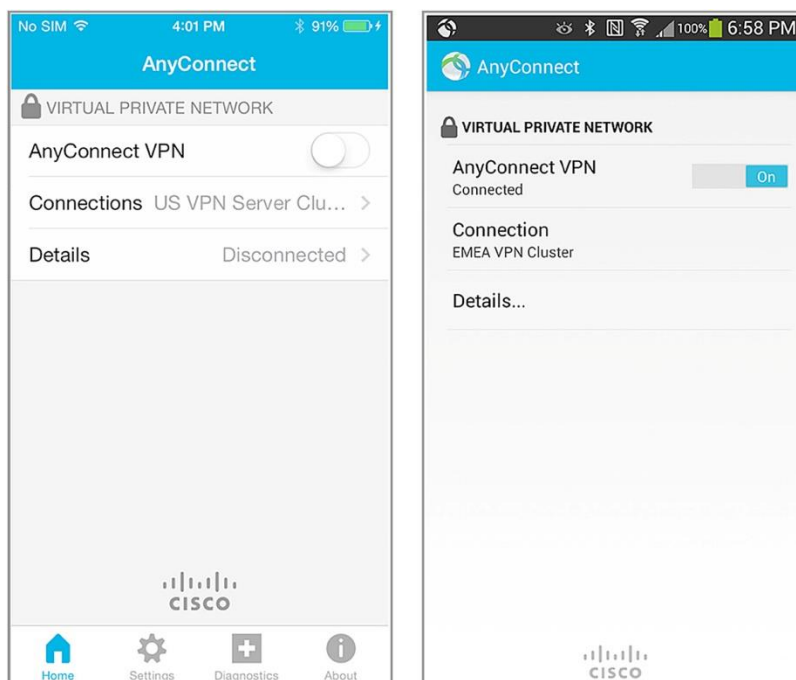 No SIM 4:01 PM 91%
AnyConnect
VIRTUAL PRIVATE NETWORK
AnyConnect VPN
Connections US VPN Server Clu... >
Details Disconnected >
CISCO
Home Settings Diagnostics About
100% 6:58 PM
AnyConnect
VIRTUAL PRIVATE NETWORK
AnyConnect VPN
Connected
On
Connection
EMEA VPN Cluster
Details...
CISCO